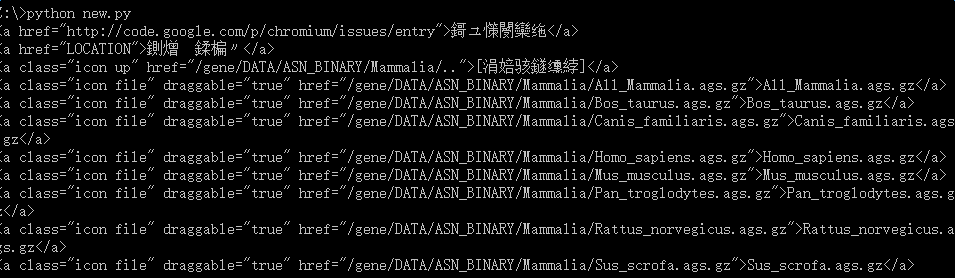 Z:\>python new.py
<a href="http://code.google.com/p/chromium/issues/entry">鎶ュ憡闂鐾绐</a>
<a href="LOCATION">鍘熷 鍒楄〃</a>
<a class="icon up" href="/gene/DATA/ASN_BINARY/Mammalia/..">[]</a>
<a class="icon file" draggable="true" href="/gene/DATA/ASN_BINARY/Mammalia/All_Mammalia.ags.gz">All_Mammalia.ags.gz</a>
<a class="icon file" draggable="true" href="/gene/DATA/ASN_BINARY/Mammalia/Bos_taurus.ags.gz">Bos_taurus.ags.gz</a>
<a class="icon file" draggable="true" href="/gene/DATA/ASN_BINARY/Mammalia/Canis_familiaris.ags.gz">Canis_familiaris.ags
.gz</a>
<a class="icon file" draggable="true" href="/gene/DATA/ASN_BINARY/Mammalia/Homo_sapiens.ags.gz">Homo_sapiens.ags.gz</a>
<a class="icon file" draggable="true" href="/gene/DATA/ASN_BINARY/Mammalia/Mus_musculus.ags.gz">Mus_musculus.ags.gz</a>
<a class="icon file" draggable="true" href="/gene/DATA/ASN_BINARY/Mammalia/Pan_troglodytes.ags.gz">Pan_troglodytes.ags.g
z</a>
<a class="icon file" draggable="true" href="/gene/DATA/ASN_BINARY/Mammalia/Rattus_norvegicus.ags.gz">Rattus_norvegicus.a
gs.gz</a>
<a class="icon file" draggable="true" href="/gene/DATA/ASN_BINARY/Mammalia/Sus_scrofa.ags.gz">Sus_scrofa.ags.gz</a>